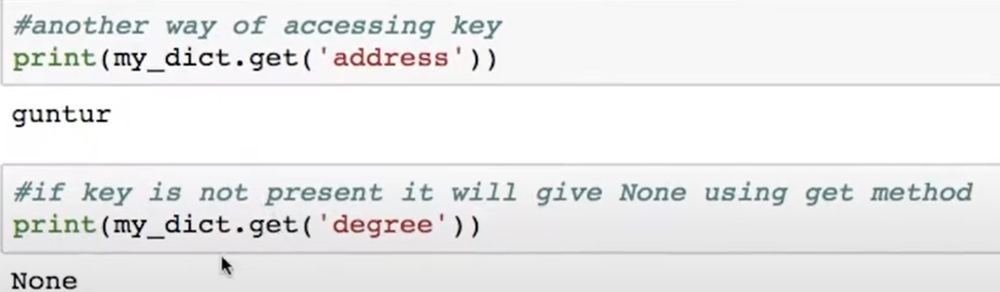 #another way of accessing key
print(my_dict.get('address'))
guntur
#if key is not present it will give None using get method
print(my_dict.get('degree'))
None